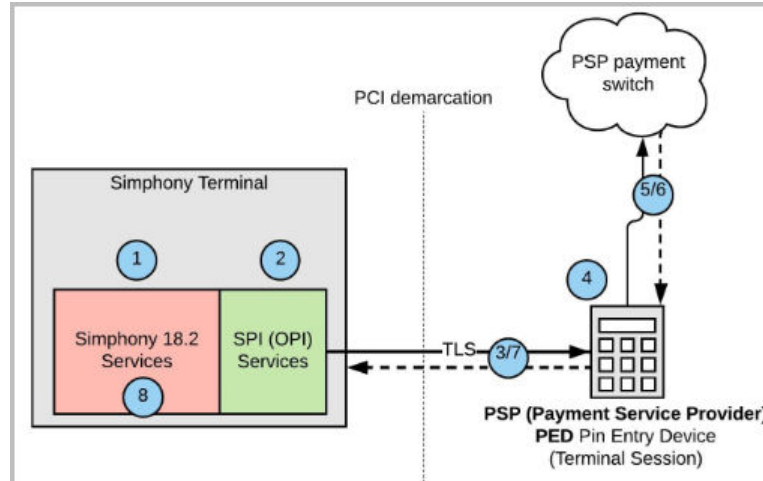 PSP payment
switch
PCI demarcation
Simphony Terminal
5/6
1
2
4
Simphony 18.2
Services
SPI (OPI)
Services
TLS
3/7
8
PSP (Payment Service Provider)
PED Pin Entry Device
(Terminal Session)